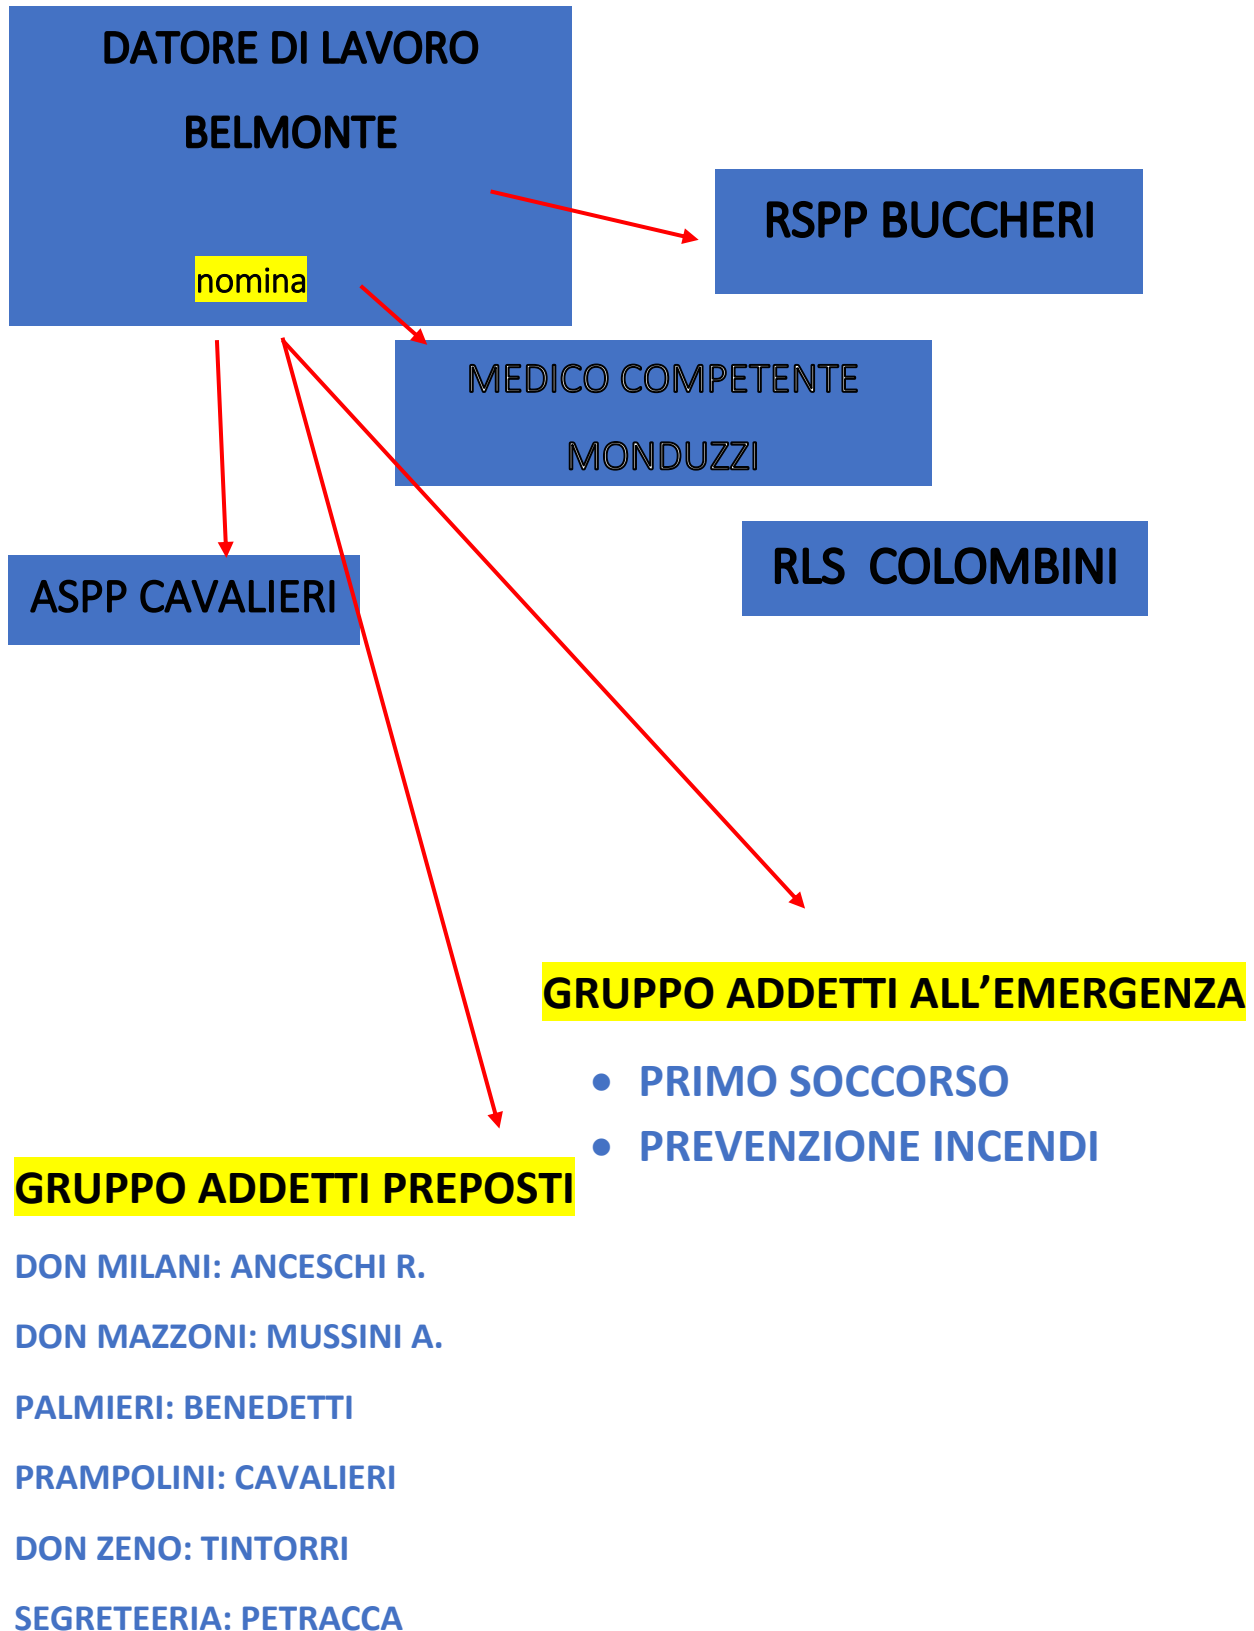 DATORE DI LAVORO
BELMONTE
nomina
RSPP BUCCHERI
MEDICO COMPETENTE
MONDUZZI
RLS  COLOMBINI
ASPP CAVALIERI
GRUPPO ADDETTI ALL’EMERGENZA
• PRIMO SOCCORSO
• PREVENZIONE INCENDI
GRUPPO ADDETTI PREPOSTI
DON MILANI: ANCESCHI R.
DON MAZZONI: MUSSINI A.
PALMIERI: BENEDETTI
PRAMPOLINI: CAVALIERI
DON ZENO: TINTORRI
SEGRETEERIA: PETRACCA